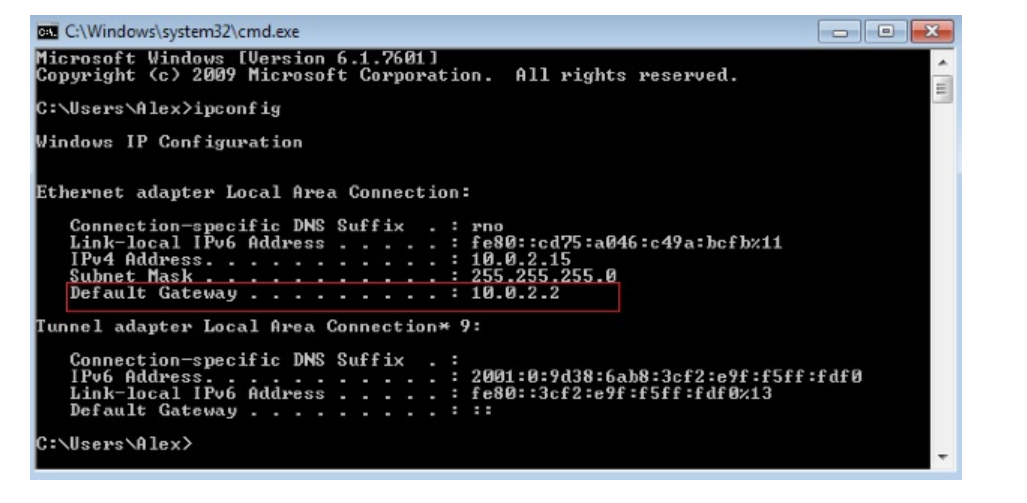 C:\Windows\system32\cmd.exe
Microsoft Windows [Version 6.1.7601]
Copyright (c) 2009 Microsoft Corporation.  All rights reserved.
C:\Users\Alex>ipconfig
Windows IP Configuration
Ethernet adapter Local Area Connection:
Connection-specific DNS Suffix  . : rno
Link-local IPv6 Address . . . . . : fe80::cd75:a046:c49a:bcfb%11
IPv4 Address. . . . . . . . . . . : 10.0.2.15
Subnet Mask . . . . . . . . . . . : 255.255.255.0
Default Gateway . . . . . . . . . : 10.0.2.2
Tunnel adapter Local Area Connection* 9:
Connection-specific DNS Suffix  . :
IPv6 Address. . . . . . . . . . . : 2001:0:9d38:6ab8:3cf2:e9f:f5ff:fdf0
Link-local IPv6 Address . . . . . : fe80::3cf2:e9f:f5ff:fdf0%13
Default Gateway . . . . . . . . . : ::
C:\Users\Alex>